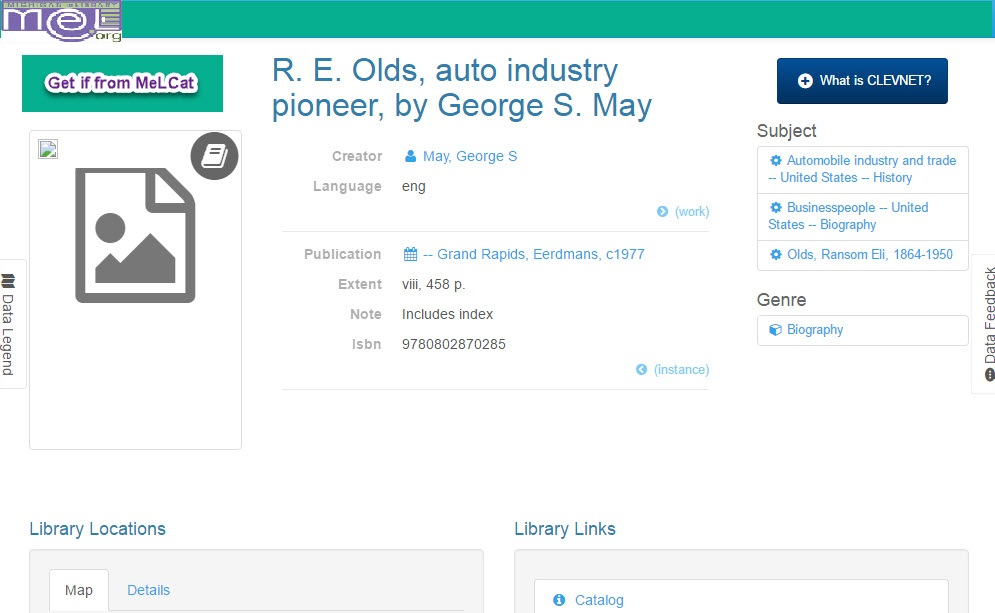 MICHIGAN eLIBRARY
mel
.org
Get if from MeLCat
R. E. Olds, auto industry
pioneer, by George S. May
Creator May, George S
Language eng
(work)
Publication -- Grand Rapids, Eerdmans, c1977
Extent viii, 458 p.
Note Includes index
Isbn 9780802870285
(instance)
What is CLEVNET?
Subject
Automobile industry and trade
-- United States -- History
Businesspeople -- United
States -- Biography
Olds, Ransom Eli, 1864-1950
Genre
Biography
Data Legend
Data Feedback
Library Locations
Map Details
Library Links
Catalog